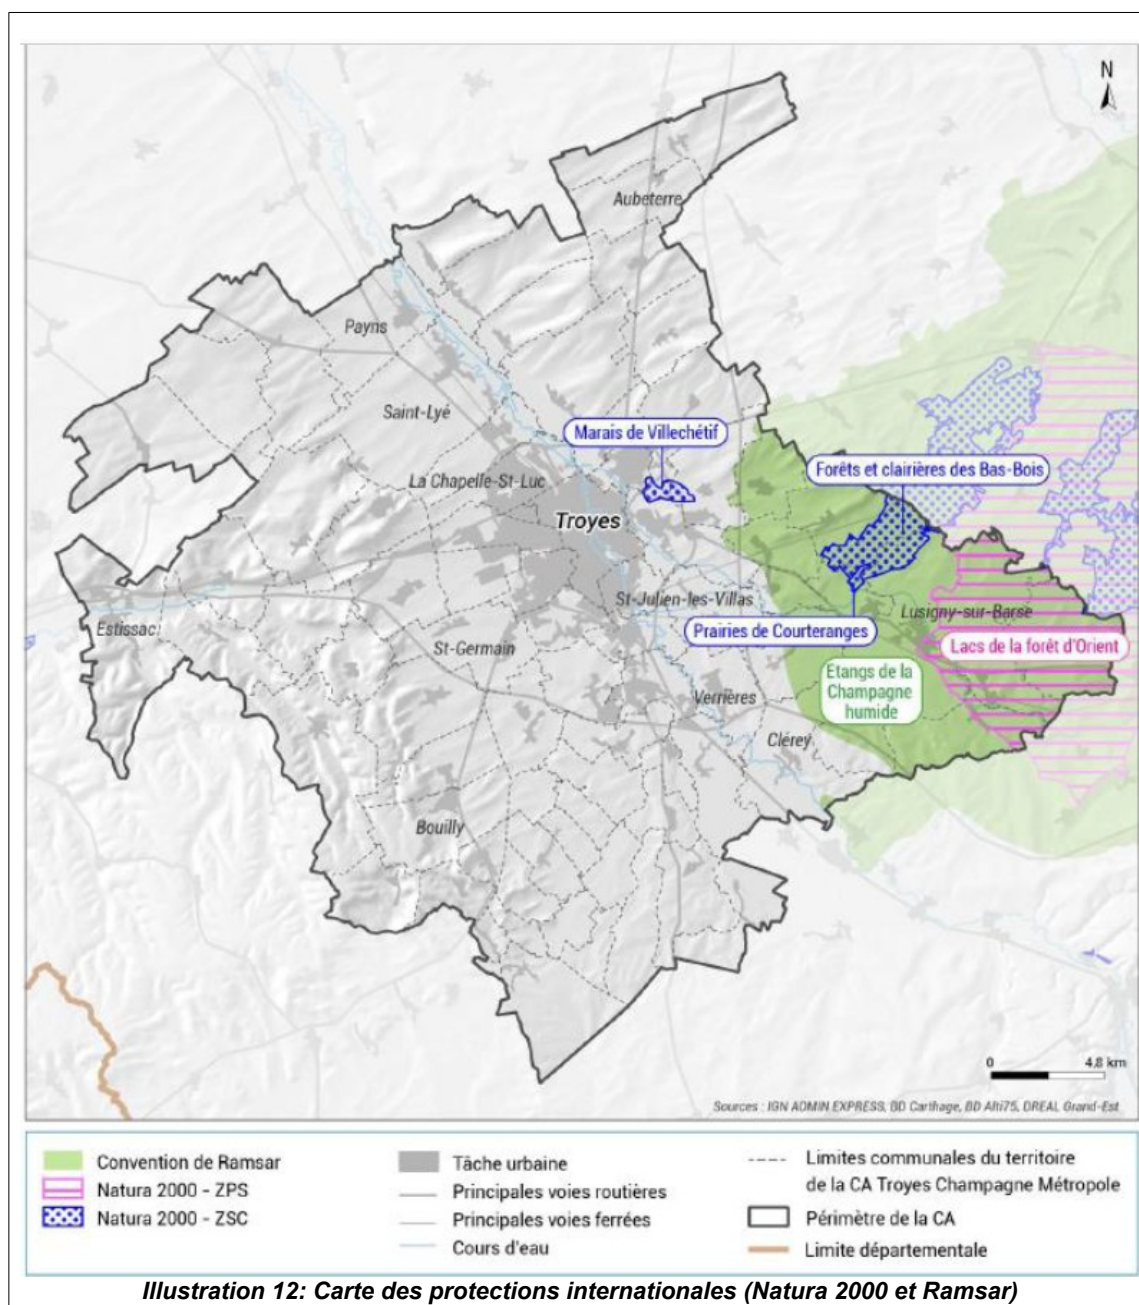 N
Aubeterre
Payns
Saint-Lyé
Marais de Villechétif
La Chapelle-St-Luc
Forêts et clairières des Bas-Bois
Troyes
St-Julien-les-Villas
Lusigny-sur-Barse
Estissac
Prairies de Courteranges
St-Germain
Lacs de la forêt d'Orient
Etangs de la
Champagne
humide
Verrières
Clérey
Bouilly
0 4.8 km
Sources : IGN ADMIN EXPRESS, BD Carthage, BD Alti75, DREAL Grand-Est
Convention de Ramsar
Natura 2000 - ZPS
Natura 2000 - ZSC
Tâche urbaine
Principales voies routières
Principales voies ferrées
Cours d'eau
Limites communales du territoire
de la CA Troyes Champagne Métropole
Périmètre de la CA
Limite départementale
Illustration 12: Carte des protections internationales (Natura 2000 et Ramsar)